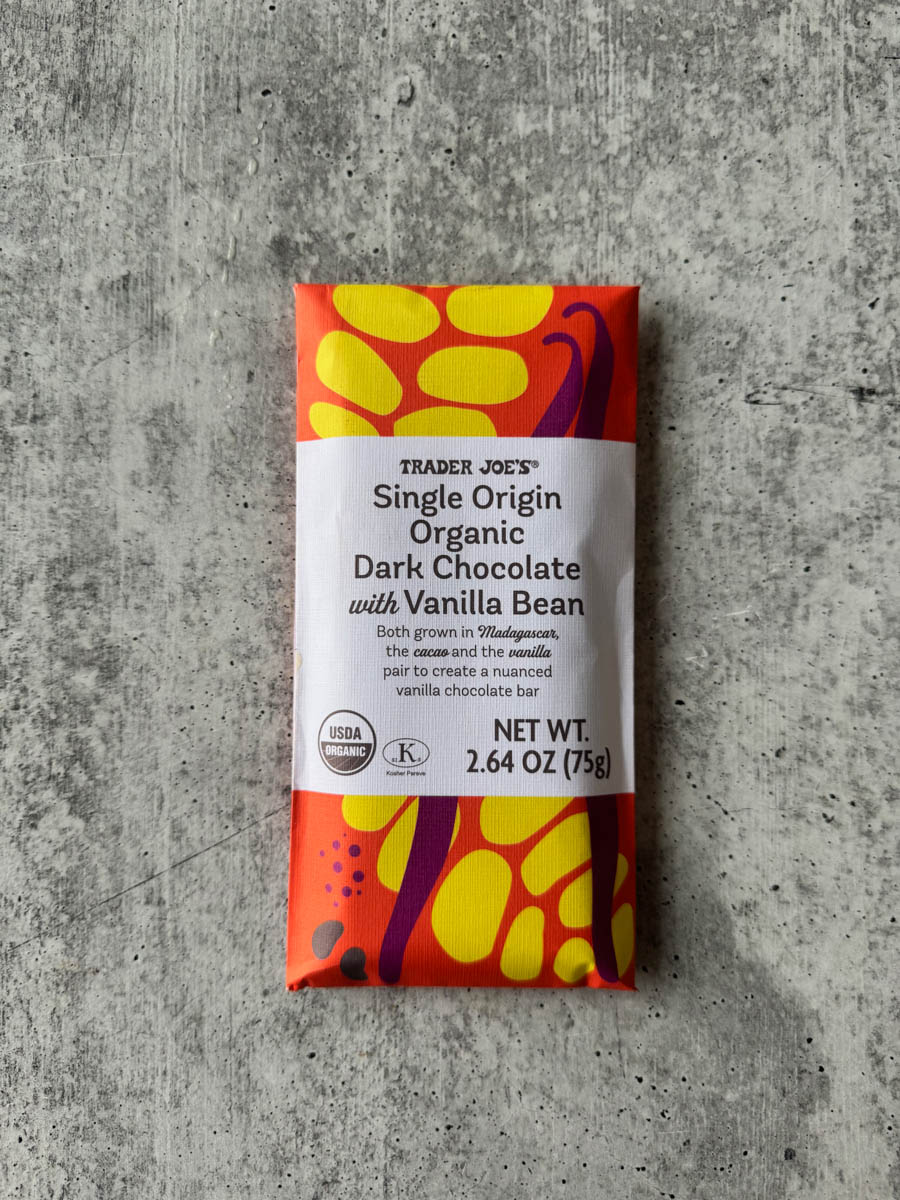 TRADER JOE'S®
Single Origin
Organic
Dark Chocolate
with Vanilla Bean
Both grown in Madagascar,
the cacao and the vanilla
pair to create a nuanced
vanilla chocolate bar
USDA
ORGANIC
K
Kosher Pareve
NET WT.
2.64 OZ (75g)